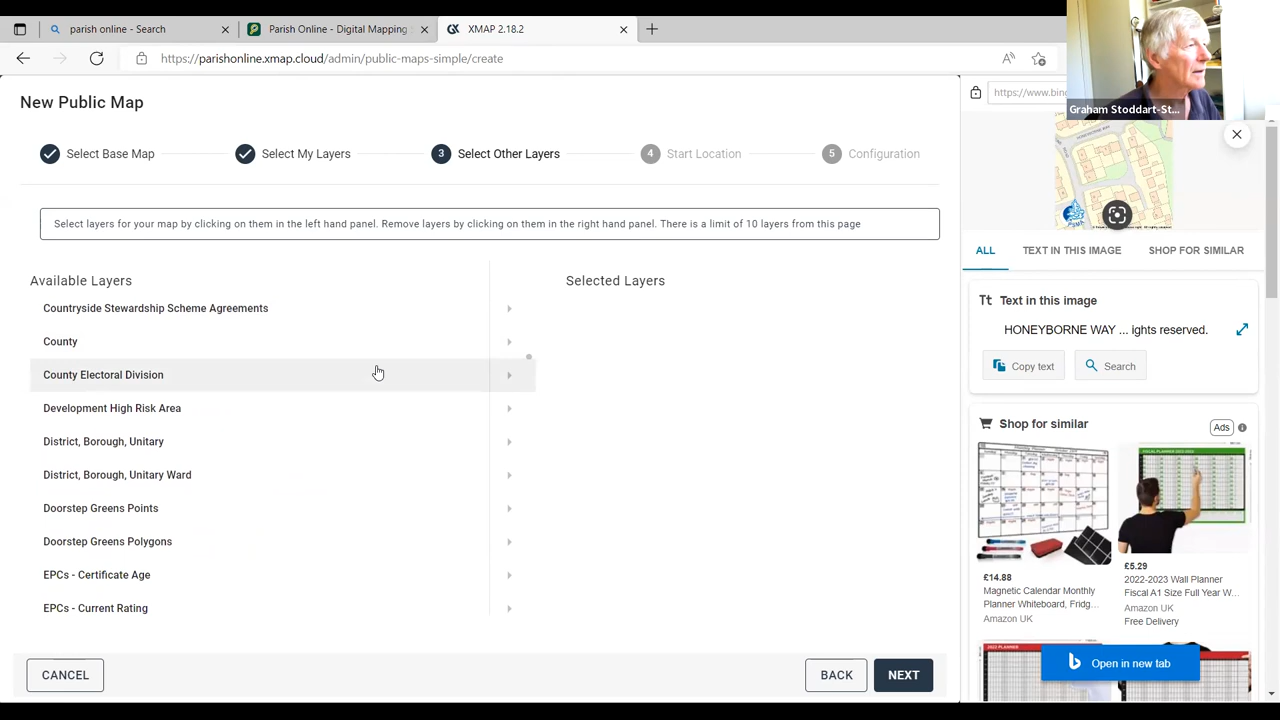 parish online - Search
Parish Online - Digital Mapping
XMAP 2.18.2
https://parishonline.xmap.cloud/admin/public-maps-simple/create
https://www.bing
Graham Stoddart-St...
New Public Map
Select Base Map
Select My Layers
3 Select Other Layers
4 Start Location
5 Configuration
Select layers for your map by clicking on them in the left hand panel. Remove layers by clicking on them in the right hand panel. There is a limit of 10 layers from this page
Available Layers
Selected Layers
Countryside Stewardship Scheme Agreements
County
County Electoral Division
Development High Risk Area
District, Borough, Unitary
District, Borough, Unitary Ward
Doorstep Greens Points
Doorstep Greens Polygons
EPCs - Certificate Age
EPCs - Current Rating
CANCEL
BACK
NEXT
ALL
TEXT IN THIS IMAGE
SHOP FOR SIMILAR
Tt Text in this image
HONEYBORNE WAY ... ights reserved.
Copy text
Search
Shop for similar
Ads
£14.88
Magnetic Calendar Monthly
Planner Whiteboard, Fridg...
Amazon UK
£5.29
2022-2023 Wall Planner
Fiscal A1 Size Full Year W...
Amazon UK
Free Delivery
Open in new tab